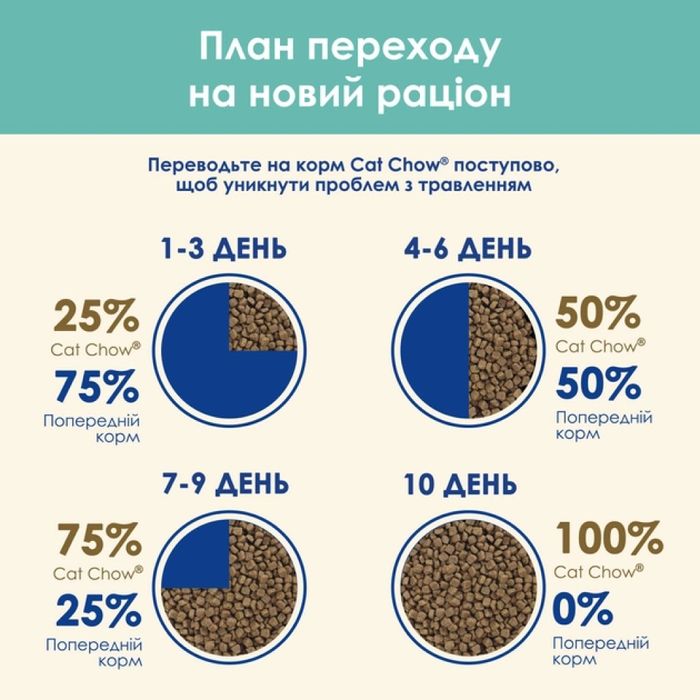 План переходу
на новий раціон
Переводьте на корм Cat Chow® поступово,
щоб уникнути проблем з травленням
1-3 ДЕНЬ
25%
Cat Chow®
75%
Попередній
корм
4-6 ДЕНЬ
50%
Cat Chow®
50%
Попередній
корм
7-9 ДЕНЬ
75%
Cat Chow®
25%
Попередній
корм
10 ДЕНЬ
100%
Cat Chow®
0%
Попередній
корм